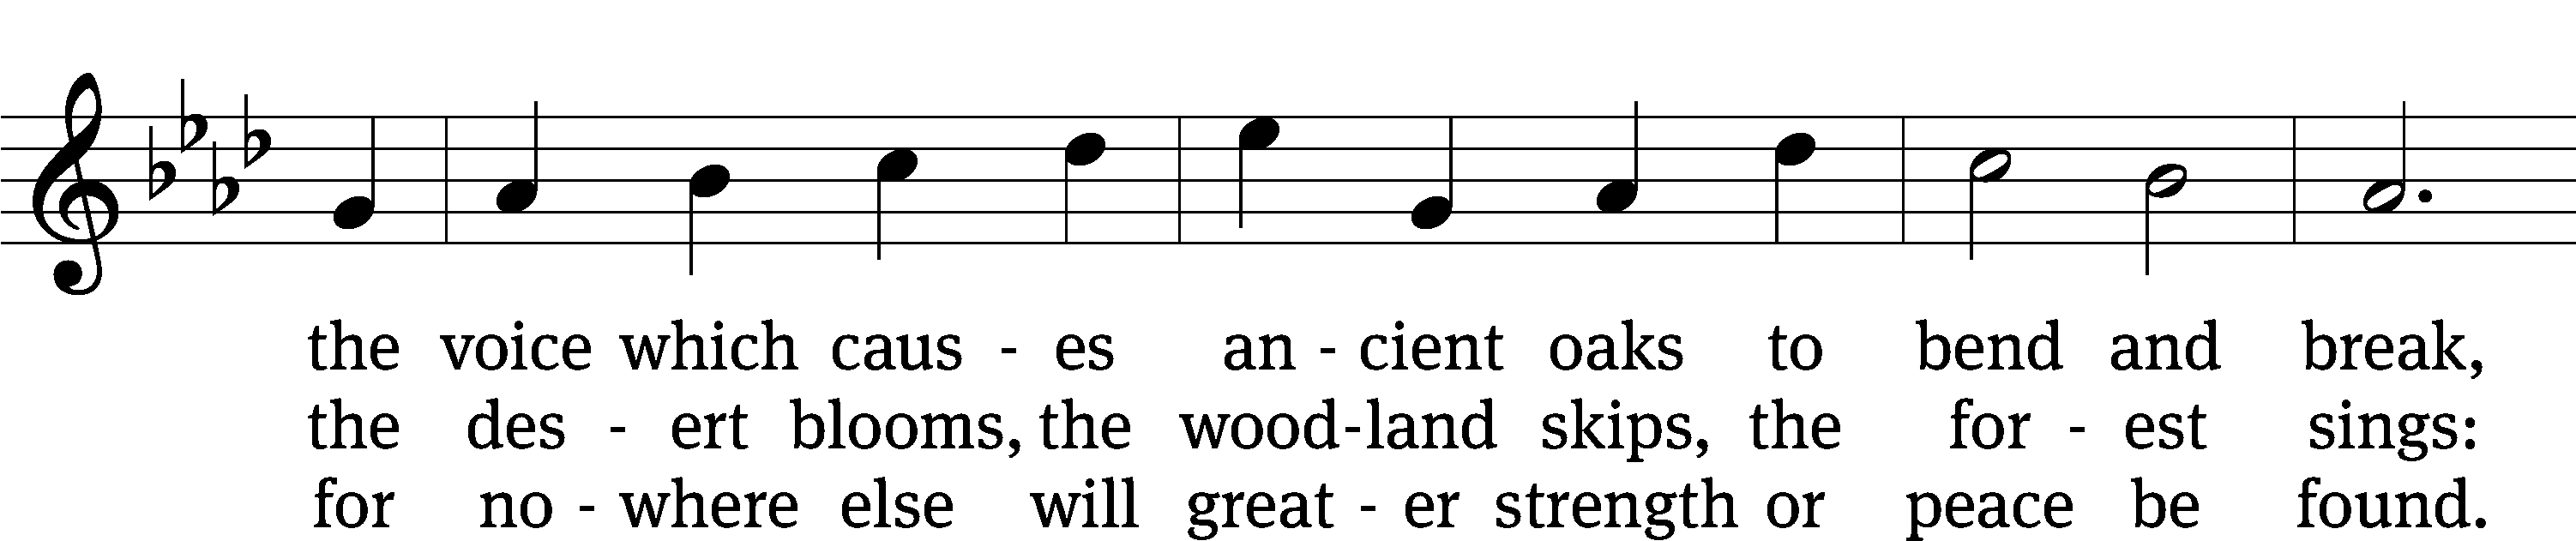 the voice which caus - es an - cient oaks to bend and break,
the des - ert blooms, the wood - land skips, the for - est sings:
for no - where else will great - er strength or peace be found.